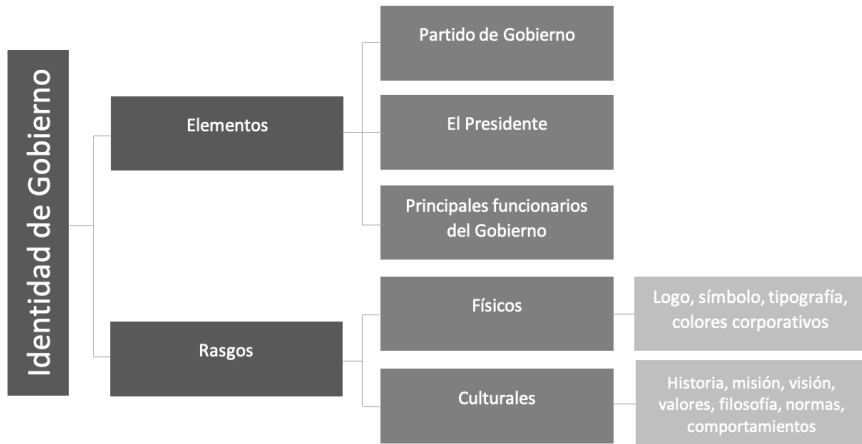 Identidad de Gobierno
Elementos
Partido de Gobierno
El Presidente
Principales funcionarios
del Gobierno
Rasgos
Físicos
Logo, símbolo, tipografía,
colores corporativos
Culturales
Historia, misión, visión,
valores, filosofía, normas,
comportamientos